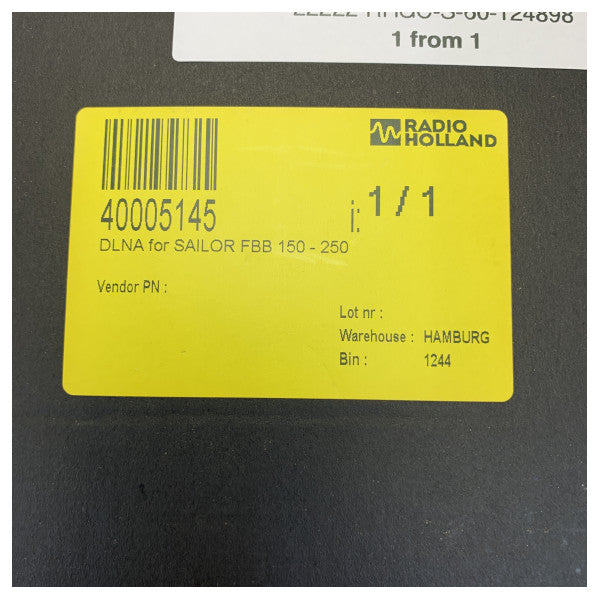 1 from 1
RADIO
HOLLAND
40005145
i: 1 / 1
DLNA for SAILOR FBB 150 - 250
Vendor PN :
Lot nr :
Warehouse : HAMBURG
Bin : 1244